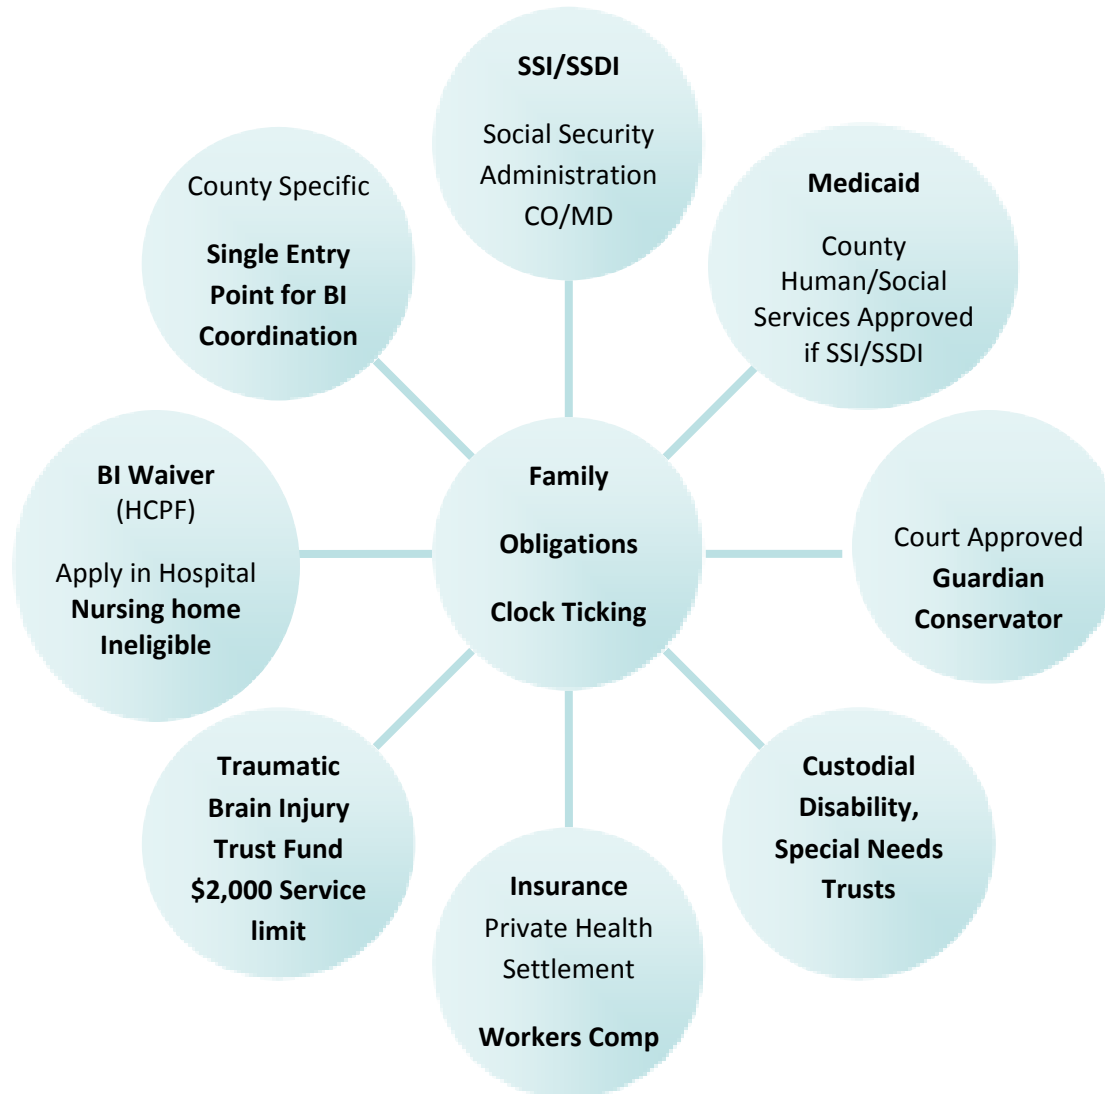 SSI/SSDI
Social Security
Administration
CO/MD
Medicaid
County
Human/Social
Services Approved
if SSI/SSDI
Court Approved
Guardian
Conservator
Custodial
Disability,
Special Needs
Trusts
Insurance
Private Health
Settlement
Workers Comp
Traumatic
Brain Injury
Trust Fund
$2,000 Service
limit
BI Waiver
(HCPF)
Apply in Hospital
Nursing home
Ineligible
County Specific
Single Entry
Point for BI
Coordination
Family
Obligations
Clock Ticking